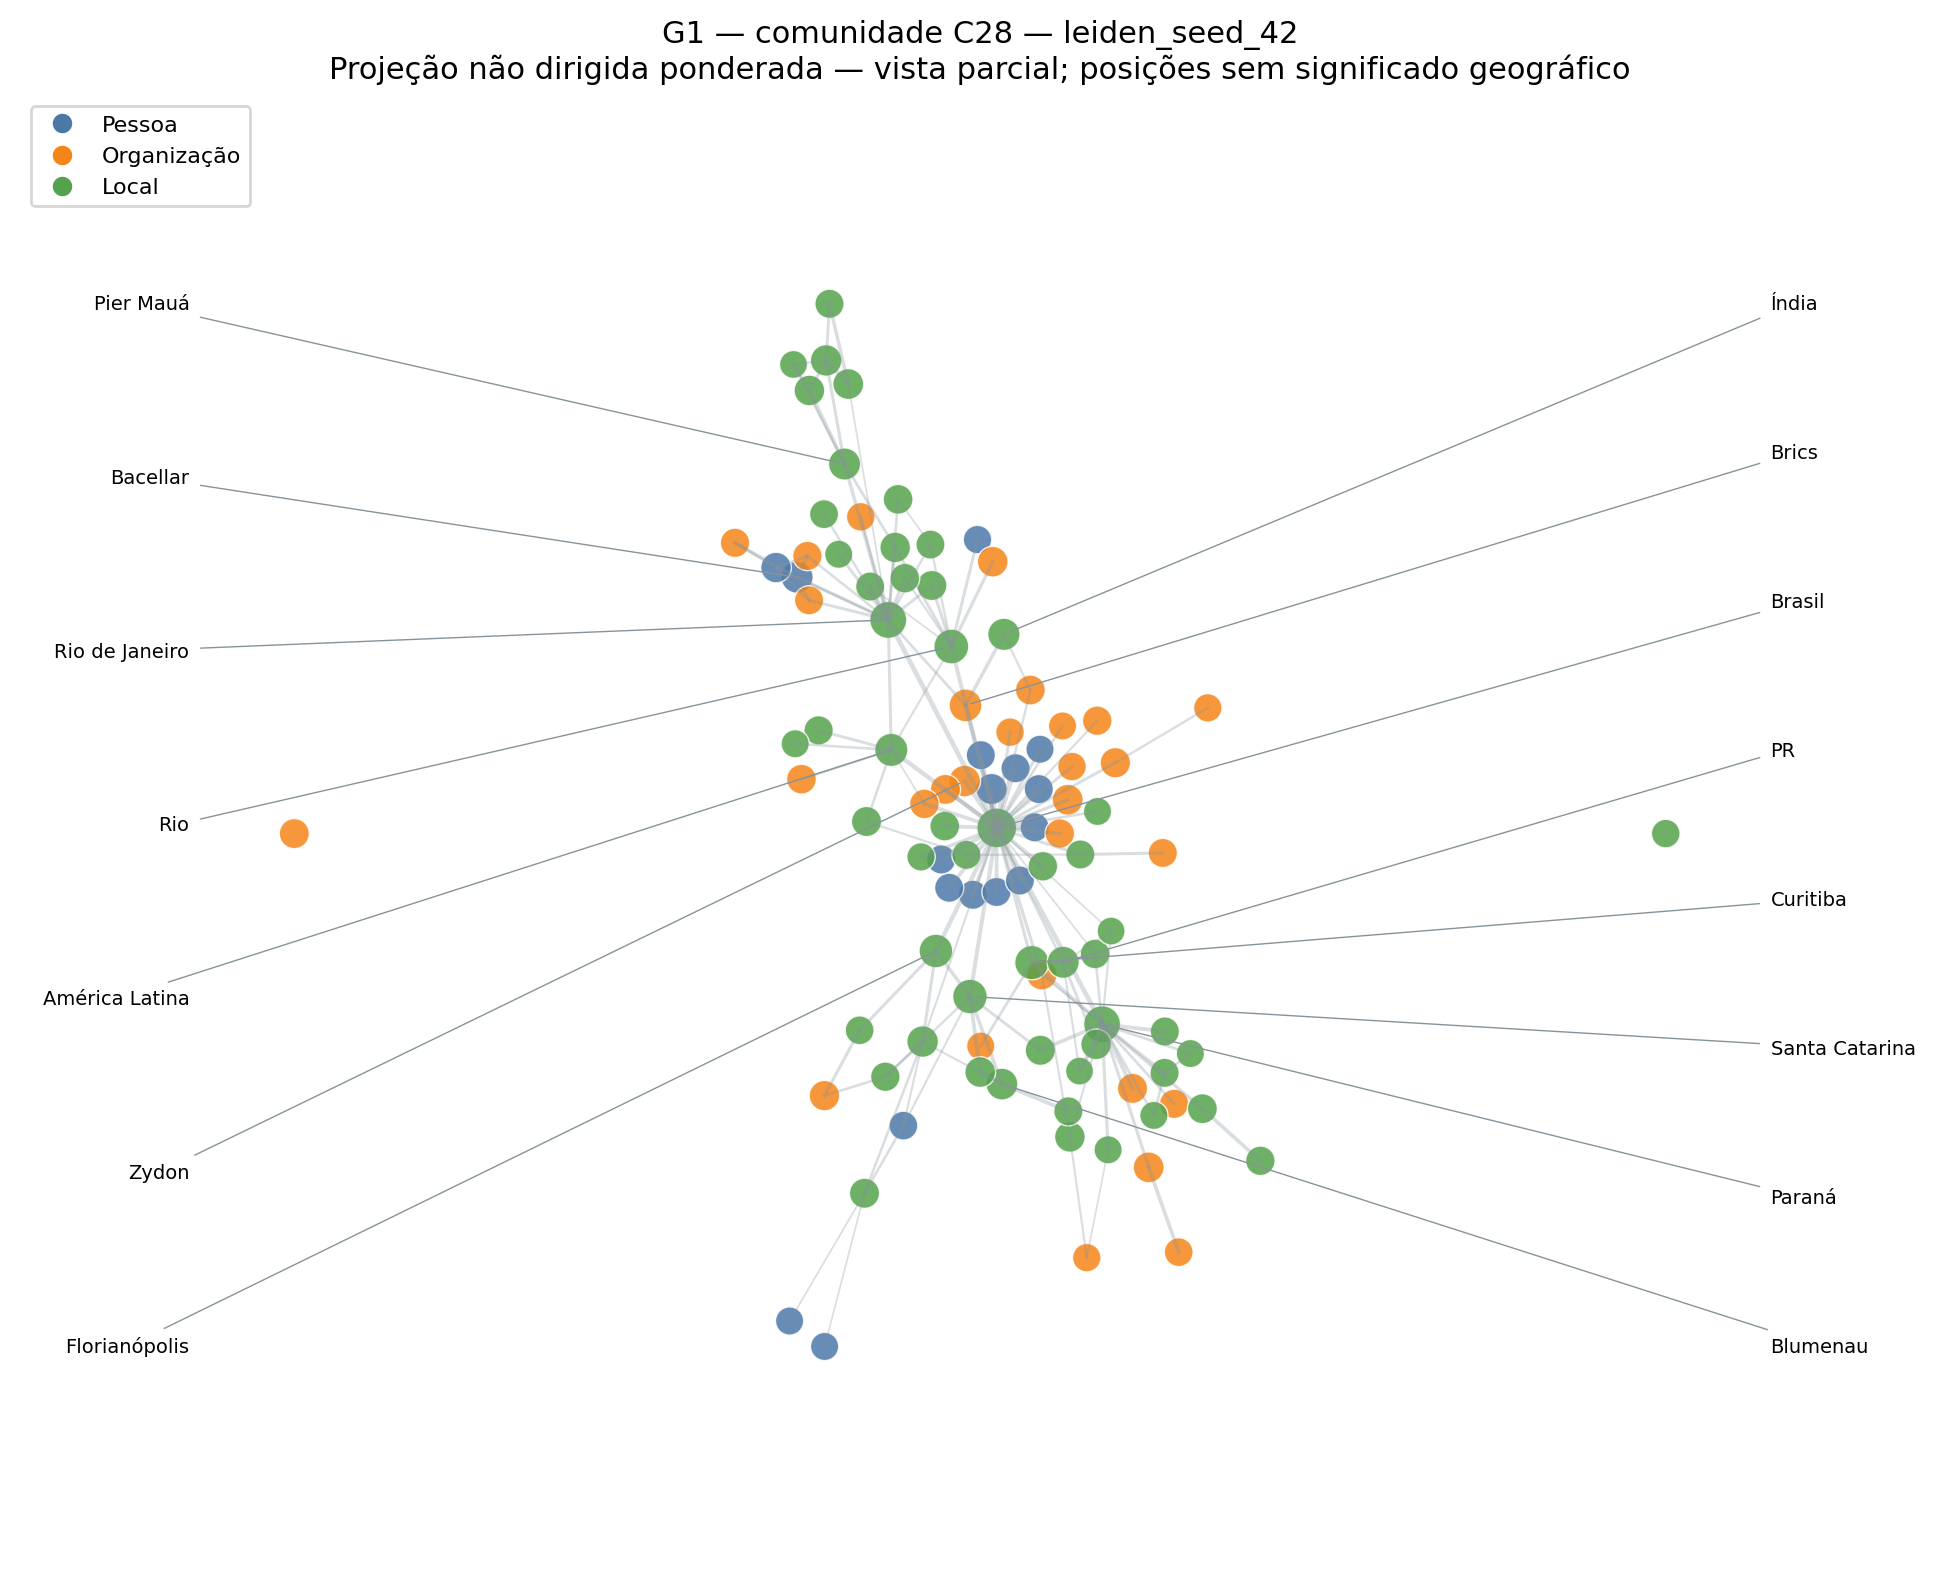 G1 — comunidade C28 — leiden_seed_42
Projeção não dirigida ponderada — vista parcial; posições sem significado geográfico
Pessoa
Organização
Local
Pier Mauá
Bacellar
Rio de Janeiro
Rio
América Latina
Zydon
Florianópolis
Índia
Brics
Brasil
PR
Curitiba
Santa Catarina
Paraná
Blumenau